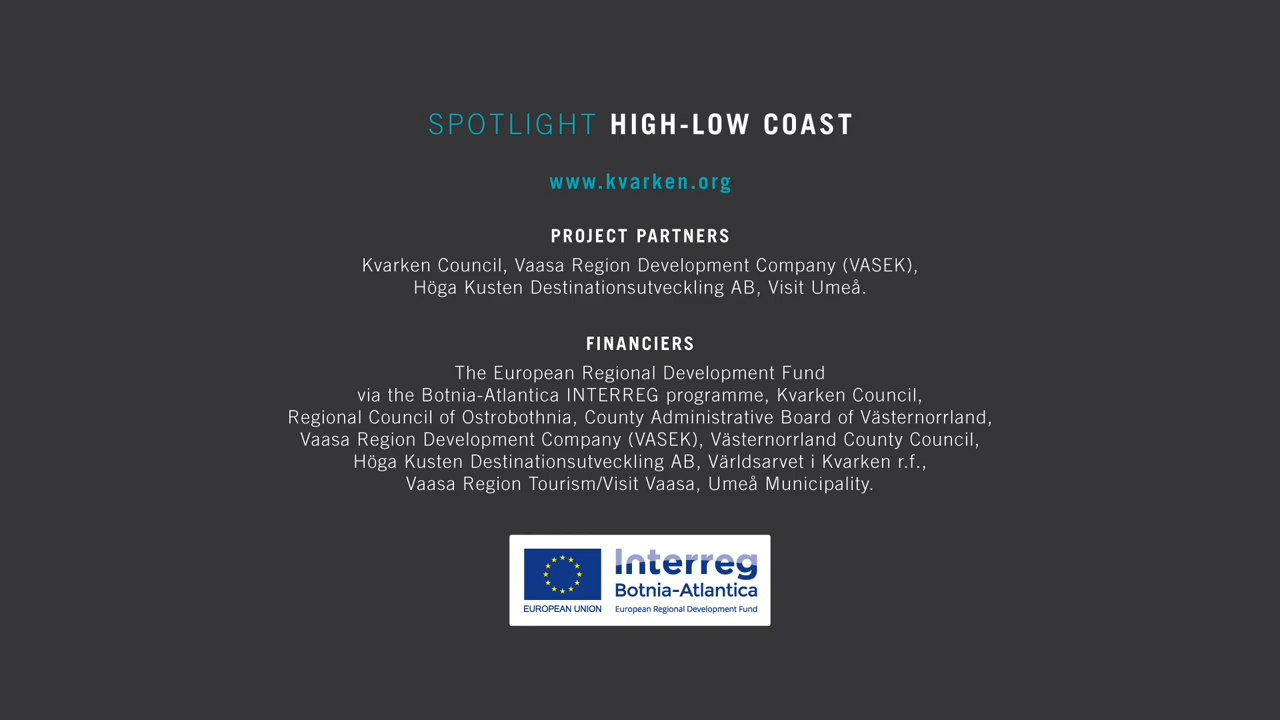 SPOTLIGHT HIGH-LOW COAST
www.kvarken.org
PROJECT PARTNERS
Kvarken Council, Vaasa Region Development Company (VASEK),
Höga Kusten Destinationsutveckling AB, Visit Umeå.
FINANCIERS
The European Regional Development Fund
via the Botnia-Atlantica INTERREG programme, Kvarken Council,
Regional Council of Ostrobothnia, County Administrative Board of Västernorrland,
Vaasa Region Development Company (VASEK), Västernorrland County Council,
Höga Kusten Destinationsutveckling AB, Världsarvet i Kvarken r.f.,
Vaasa Region Tourism/Visit Vaasa, Umeå Municipality.
Interreg
Botnia-Atlantica
EUROPEAN UNION
European Regional Development Fund